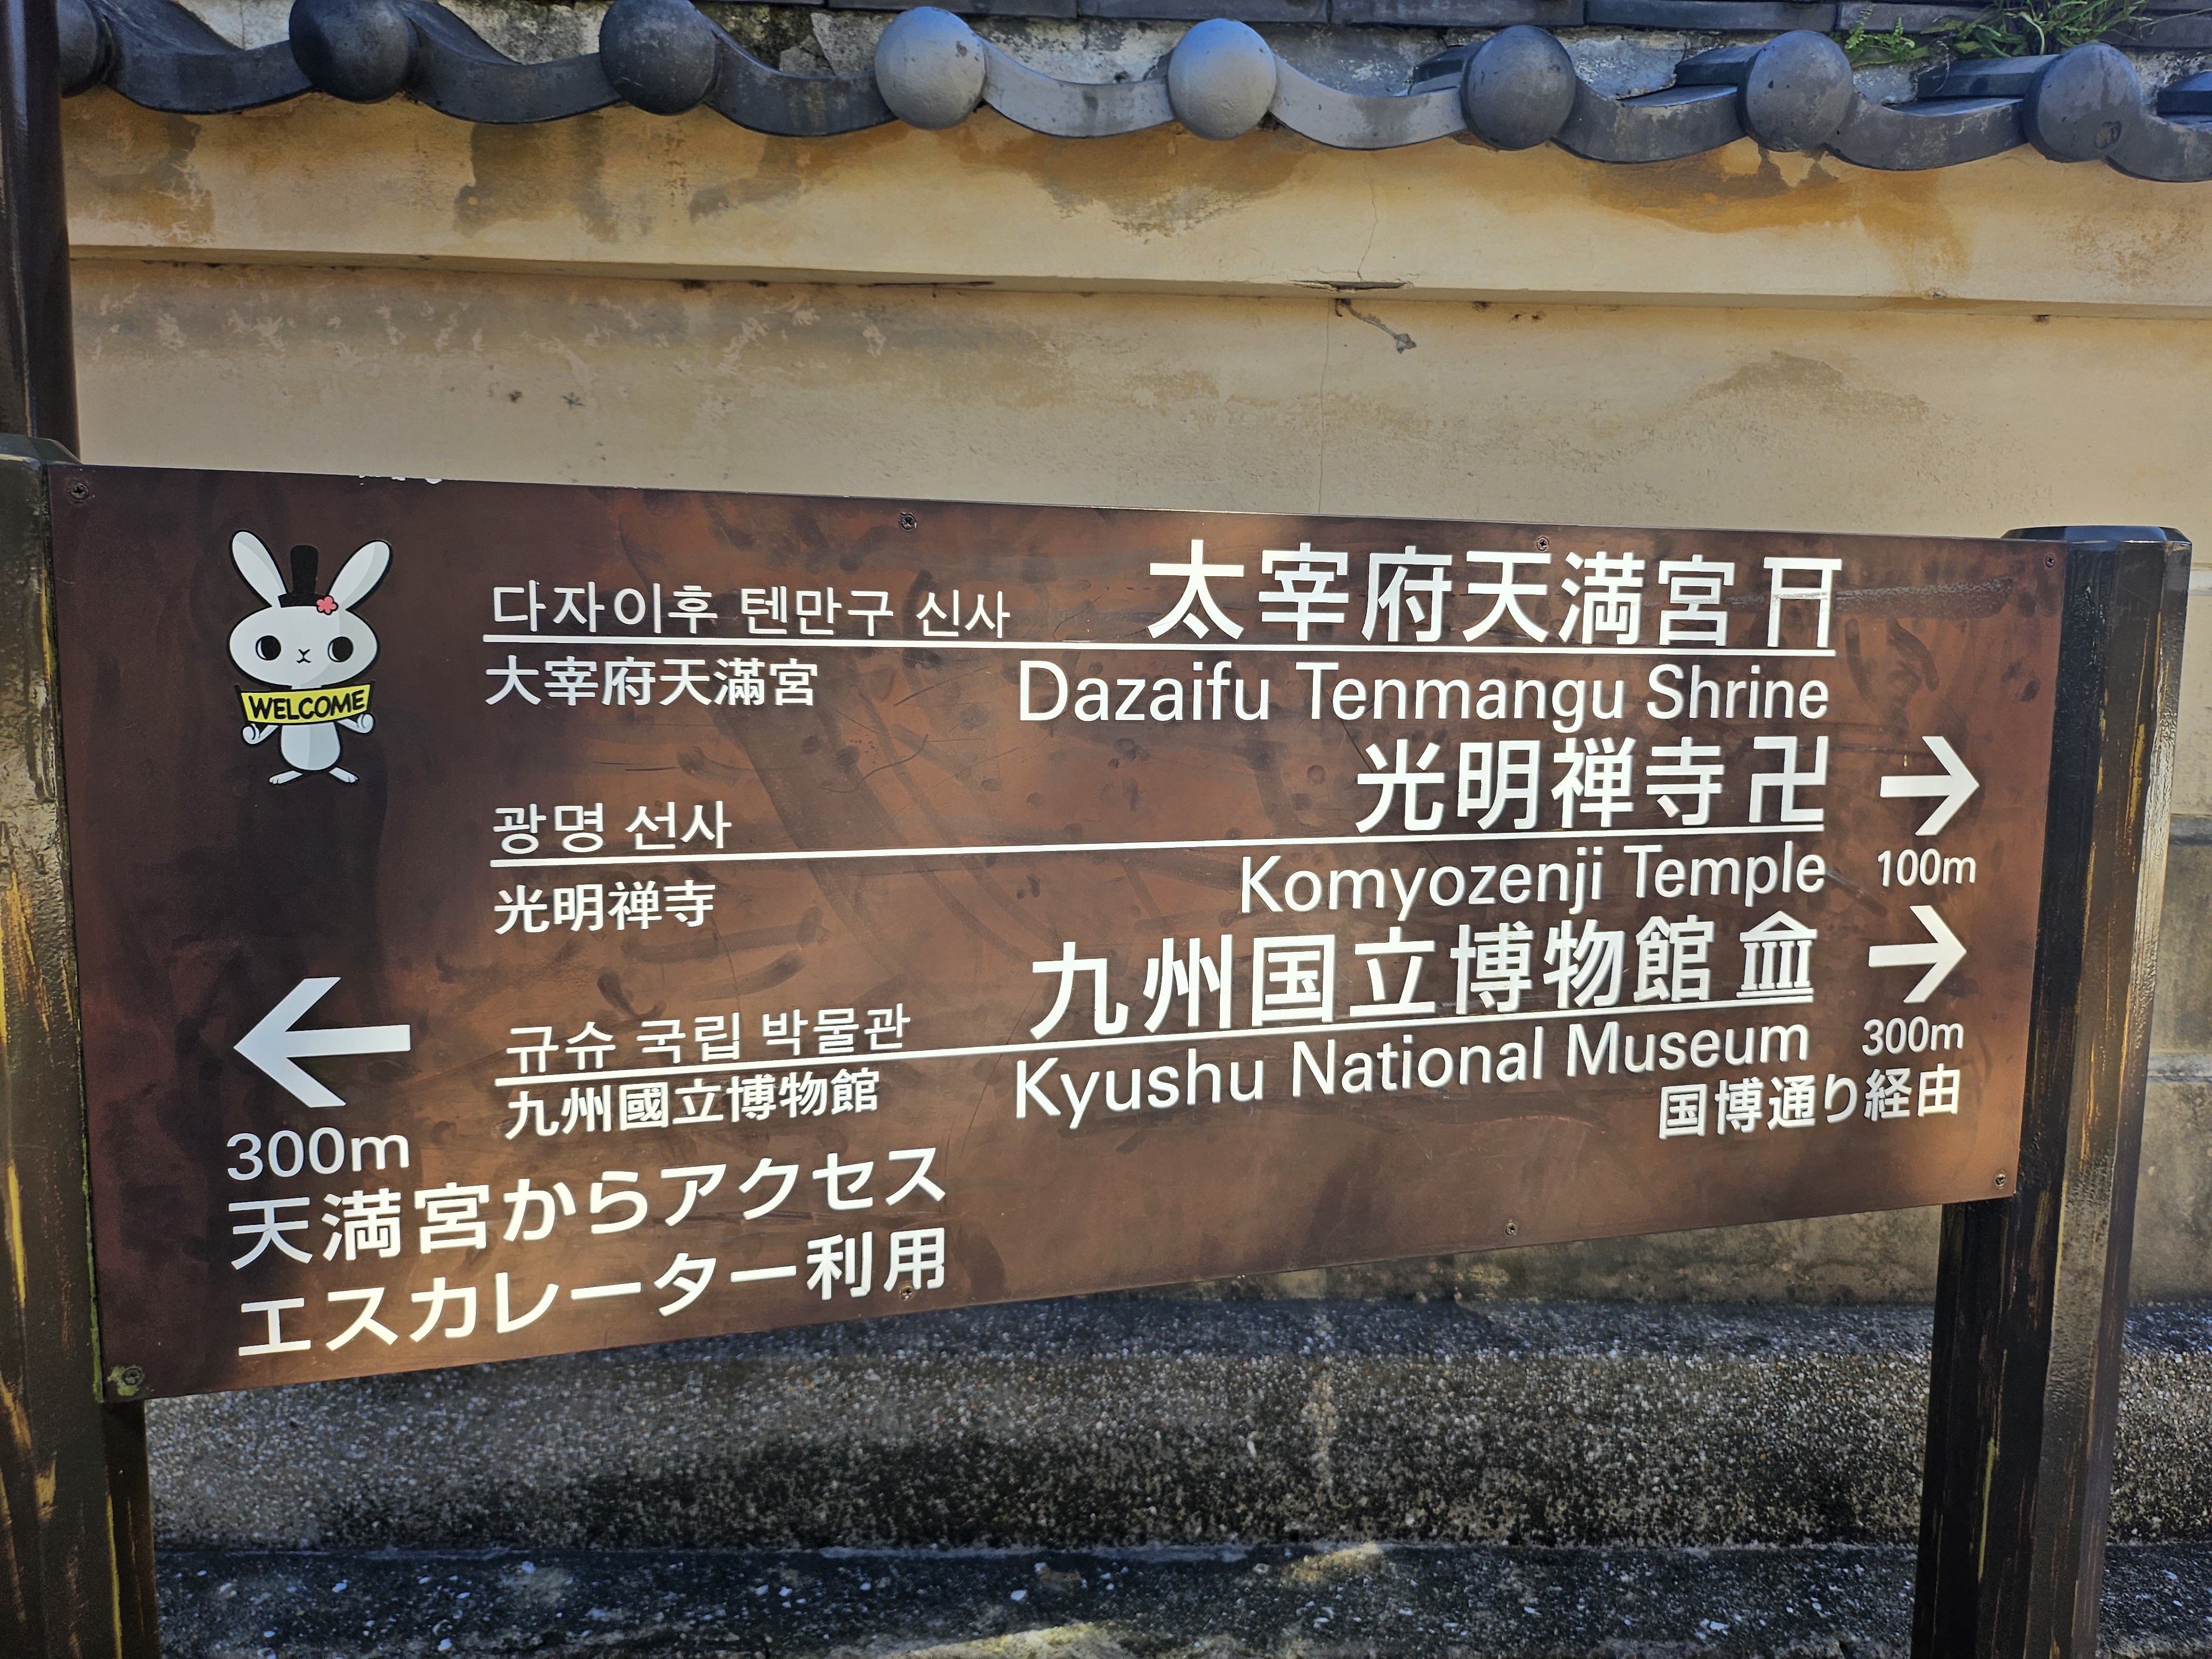 WELCOME
다자이후 텐만구 신사
太宰府天満宮
大宰府天滿宮
Dazaifu Tenmangu Shrine
광명 선사
光明禅寺 卍
光明禅寺
Komyozenji Temple
100m
규슈 국립 박물관
九州国立博物館
九州國立博物館
Kyushu National Museum
300m
国博通り経由
300m
天満宮からアクセス
エスカレーター利用